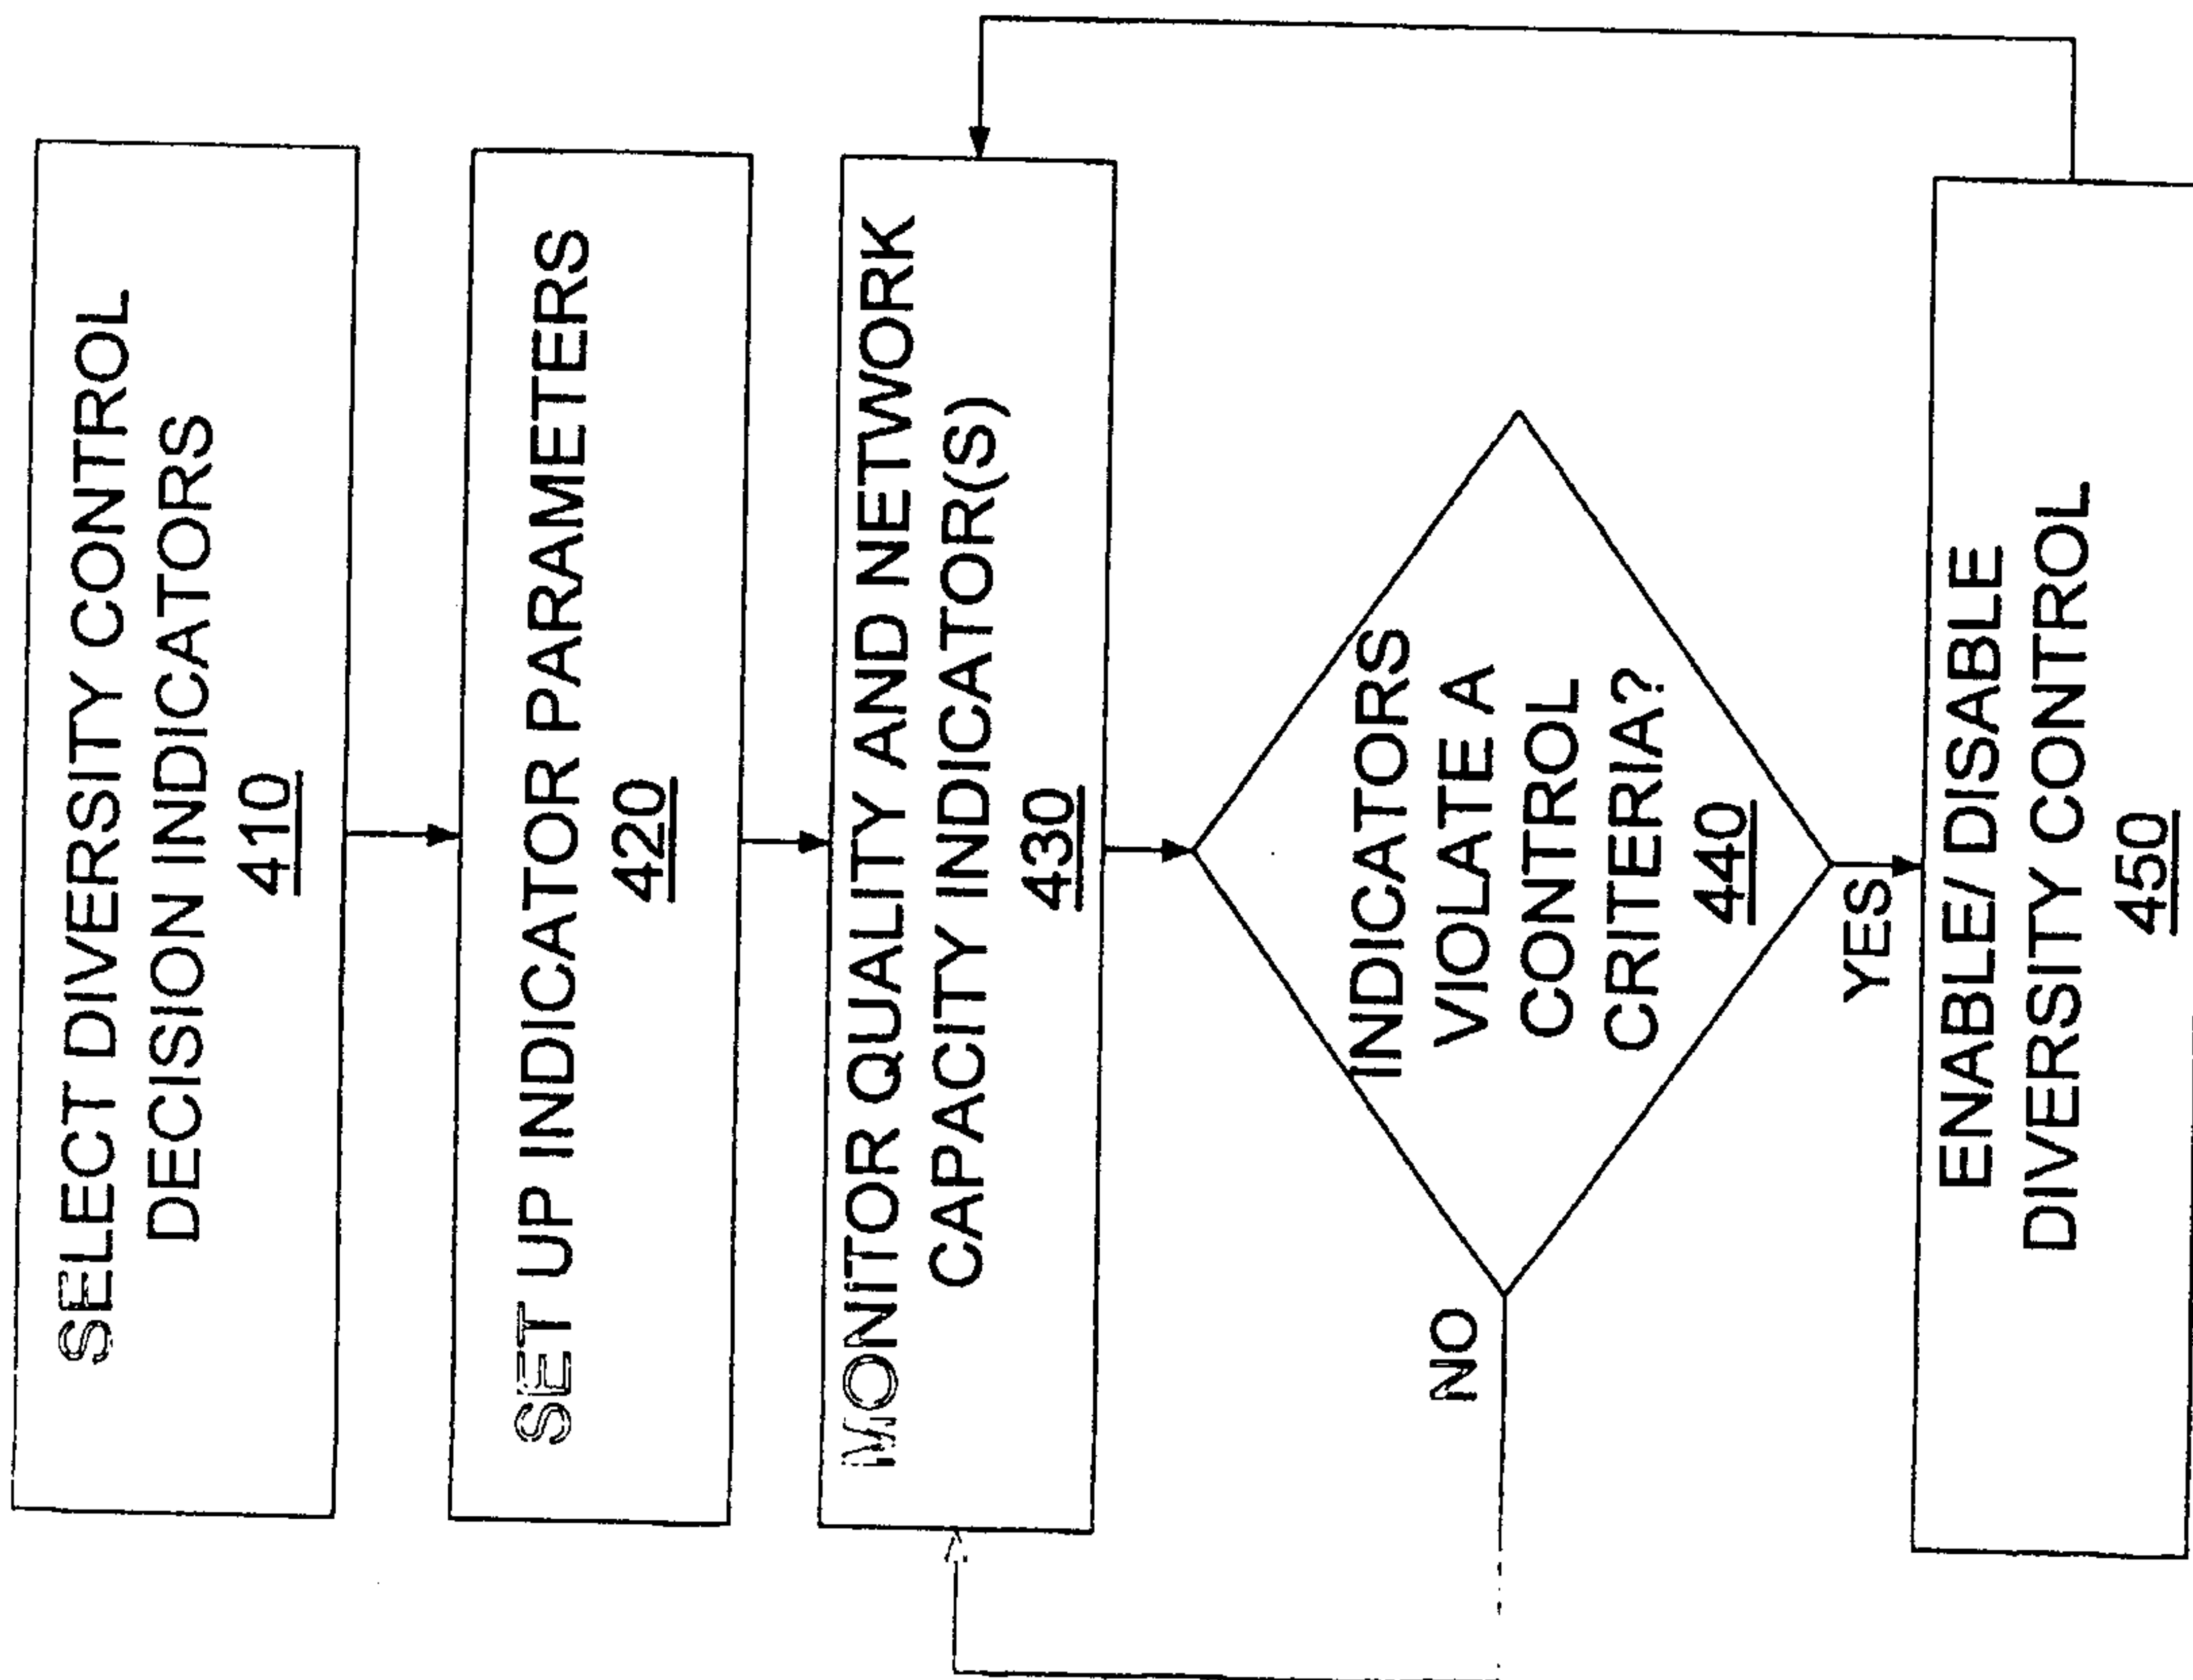 SELECT DIVERSITY CONTROL
DECISION INDICATORS
410
SET UP INDICATOR PARAMETERS
420
MONITOR QUALITY AND NETWORK
CAPACITY INDICATOR(S)
430
INDICATORS
VIOLATE A
CONTROL
CRITERIA?
440
NO
YES
ENABLE/ DISABLE
DIVERSITY CONTROL
450